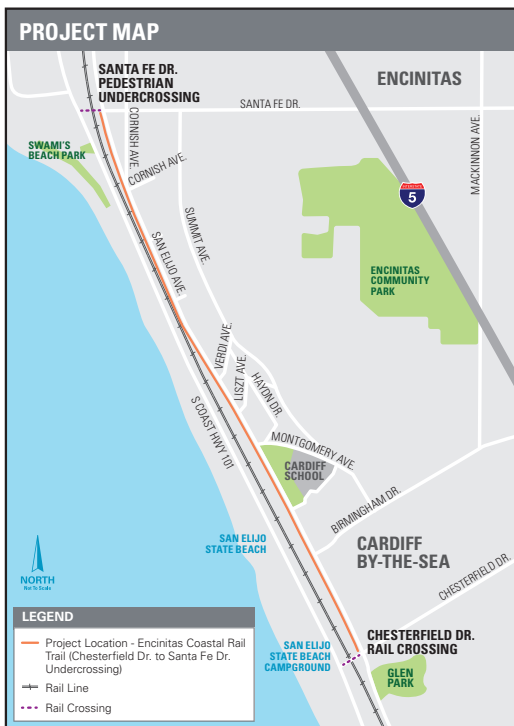 PROJECT MAP
SANTA FE DR.
PEDESTRIAN
UNDERCROSSING
ENCINITAS
SANTA FE DR.
CORNISH AVE.
MACKINNON AVE.
SWAMI'S
BEACH PARK
CORNISH AVE.
INTERSTATE
5
SUMMIT AVE.
SAN ELIJO AVE.
ENCINITAS
COMMUNITY
PARK
VERDI AVE.
LISZT AVE.
HAYDN DR.
S COAST HWY 101
MONTGOMERY AVE.
CARDIFF
SCHOOL
BIRMINGHAM DR.
SAN ELIJO
STATE BEACH
CARDIFF
BY-THE-SEA
CHESTERFIELD DR.
NORTH
Not To Scale
LEGEND
Project Location - Encinitas Coastal Rail
Trail (Chesterfield Dr. to Santa Fe Dr.
Undercrossing)
Rail Line
Rail Crossing
SAN ELIJO
STATE BEACH
CAMPGROUND
CHESTERFIELD DR.
RAIL CROSSING
GLEN
PARK